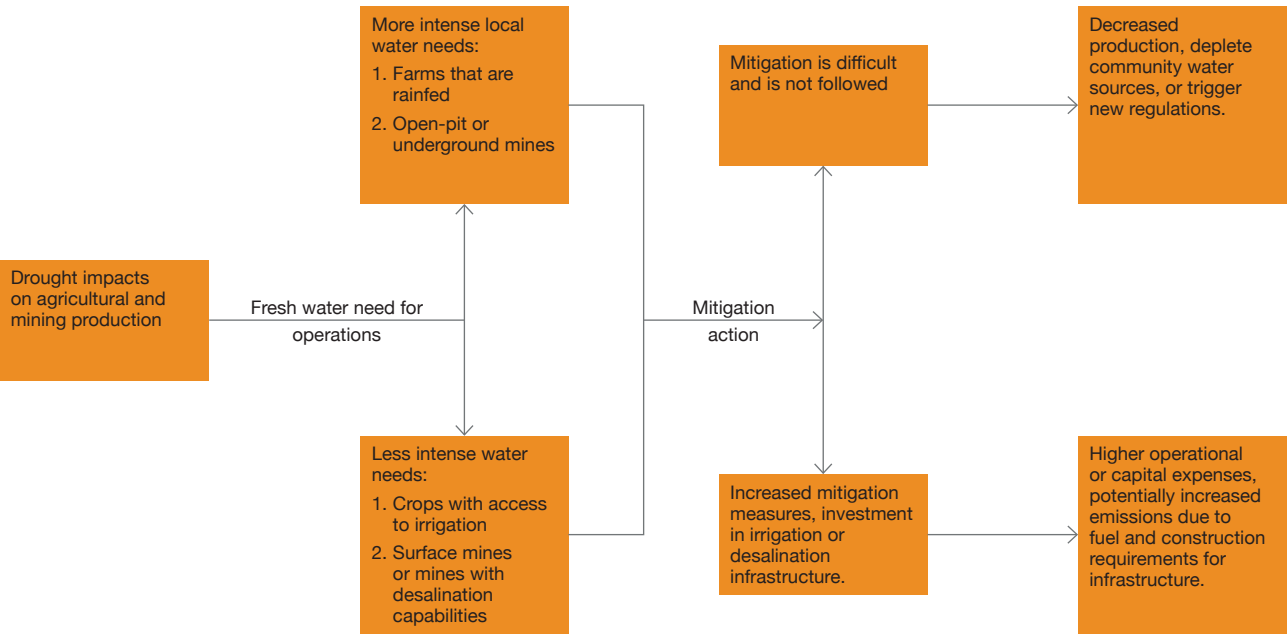 Drought impacts
on agricultural and
mining production
Fresh water need for
operations
More intense local
water needs:
1. Farms that are
rainfed
2. Open-pit or
underground mines
Less intense water
needs:
1. Crops with access
to irrigation
2. Surface mines
or mines with
desalination
capabilities
Mitigation
action
Mitigation is difficult
and is not followed
Decreased
production, deplete
community water
sources, or trigger
new regulations.
Increased mitigation
measures, investment
in irrigation or
desalination
infrastructure.
Higher operational
or capital expenses,
potentially increased
emissions due to
fuel and construction
requirements for
infrastructure.